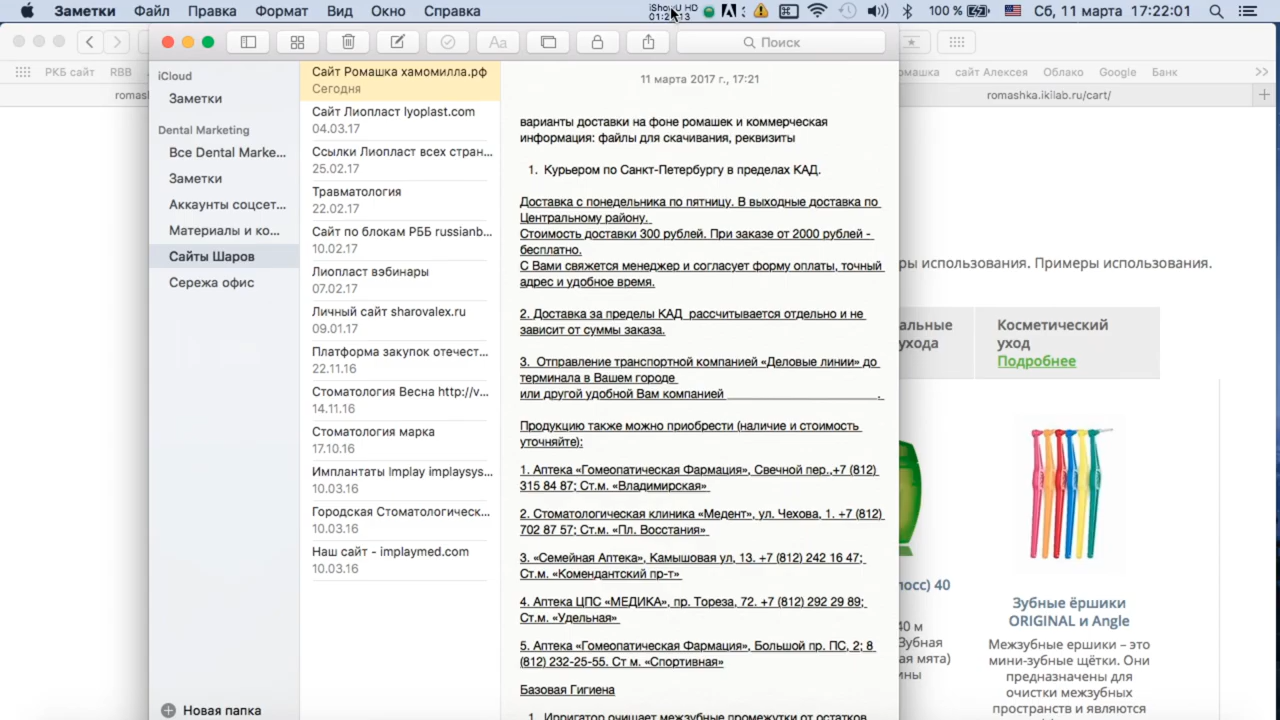 Заметки Файл Правка Формат Вид Окно Справка
100 % Сб, 11 марта 17:22:01
Aa
Поиск
РКБ сайт RBB
сайт Алексея Облако Google Банк
romashka.ikilab.ru/cart/
iCloud
Заметки
Dental Marketing
Все Dental Marke...
Заметки
Аккаунты соцсет...
Материалы и ко...
Сайты Шаров
Сережа офис
Новая папка
Сайт Ромашка хамомилла.рф
Сегодня
Сайт Лиопласт lyoplast.com
04.03.17
Ссылки Лиопласт всех стран...
25.02.17
Травматология
22.02.17
Сайт по блокам РББ russianb...
10.02.17
Лиопласт вэбинары
07.02.17
Личный сайт sharovalex.ru
09.01.17
Платформа закупок отечест...
22.11.16
Стоматология Весна http://v...
14.11.16
Стоматология марка
17.10.16
Имплантаты Implay implaysys...
10.03.16
Городская Стоматологическ...
10.03.16
Наш сайт - implaymed.com
10.03.16
11 марта 2017 г., 17:21
варианты доставки на фоне ромашек и коммерческая
информация: файлы для скачивания, реквизиты
1. Курьером по Санкт-Петербургу в пределах КАД.
Доставка с понедельника по пятницу. В выходные доставка по
Центральному району.
Стоимость доставки 300 рублей. При заказе от 2000 рублей -
бесплатно.
С Вами свяжется менеджер и согласует форму оплаты, точный
адрес и удобное время.
2. Доставка за пределы КАД рассчитывается отдельно и не
зависит от суммы заказа.
3. Отправление транспортной компанией «Деловые линии» до
терминала в Вашем городе
или другой удобной Вам компанией ______________________.
Продукцию также можно приобрести (наличие и стоимость
уточняйте):
1. Аптека «Гомеопатическая Фармация», Свечной пер.,+7 (812)
315 84 87; Ст.м. «Владимирская»
2. Стоматологическая клиника «Медент», ул. Чехова, 1. +7 (812)
702 87 57; Ст.м. «Пл. Восстания»
3. «Семейная Аптека», Камышовая ул, 13. +7 (812) 242 16 47;
Ст.м. «Комендантский пр-т»
4. Аптека ЦПС «МЕДИКА», пр. Тореза, 72. +7 (812) 292 29 89;
Ст.м. «Удельная»
5. Аптека «Гомеопатическая Фармация», Большой пр. ПС, 2; 8
(812) 232-25-55. Ст м. «Спортивная»
Базовая Гигиена
1. Ирригатор очищает межзубные промежутки от остатков
ры использования. Примеры использования.
альные
ухода
Косметический
уход
Подробнее
лосс) 40
40 м
Зубная
ая мята)
ины
Зубные ёршики
ORIGINAL и Angle
Межзубные ершики – это
мини-зубные щётки. Они
предназначены для
очистки межзубных
пространств и являются